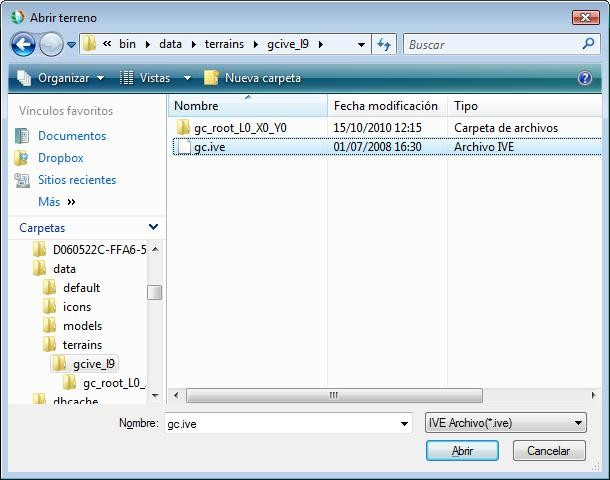 Abrir terreno
« bin data terrains gcive_l9 Buscar
Organizar Vistas Nueva carpeta
Vínculos favoritos
Documentos
Dropbox
Sitios recientes
Más »
Carpetas
D060522C-FFA6-5
data
default
icons
models
terrains
gcive_l9
gc_root_L0_
dbcache
Nombre Fecha modificación Tipo
gc_root_L0_X0_Y0 15/10/2010 12:15 Carpeta de archivos
gc.ive 01/07/2008 16:30 Archivo IVE
Nombre: gc.ive IVE Archivo(*.ive)
Abrir Cancelar